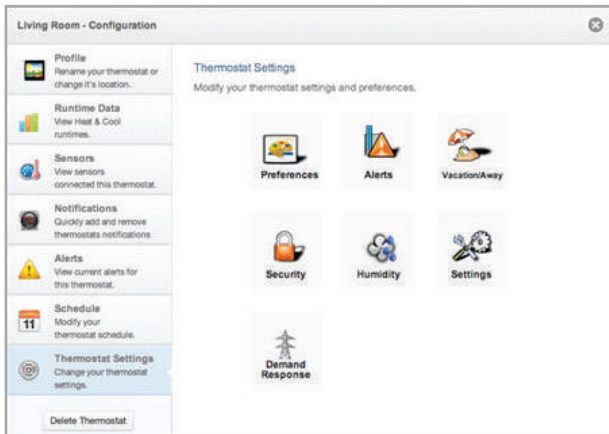 Living Room - Configuration
Profile
Rename your thermostat or
change it's location.
Runtime Data
View Heat & Cool
runtimes.
Sensors
View sensors
connected this thermostat.
Notifications
Quickly add and remove
thermostats notifications
Alerts
View current alerts for
this thermostat.
11
Schedule
Modify your
thermostat schedule.
Thermostat Settings
Change your thermostat
settings.
Delete Thermostat
Thermostat Settings
Modify your thermostat settings and preferences.
Preferences
Alerts
Vacation/Away
Security
Humidity
Settings
Demand
Response